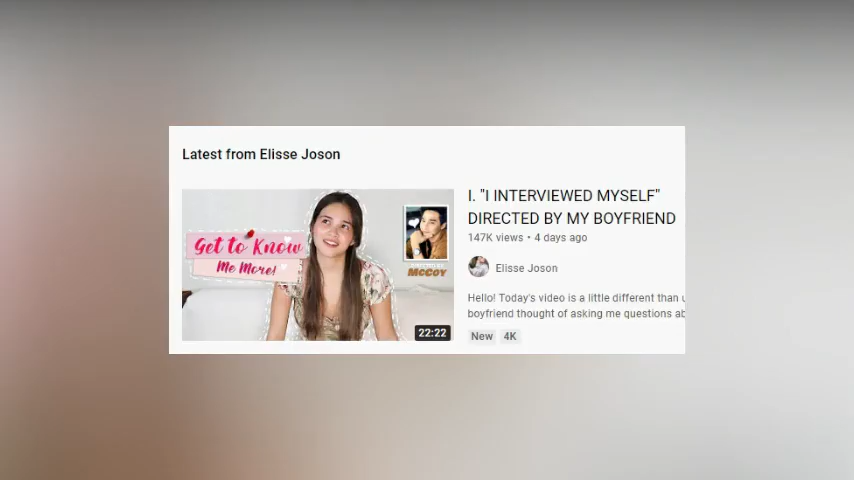 Latest from Elisse Joson
Get to Know
Me More!
DIRECTED BY
McCOY
22:22
I. "I INTERVIEWED MYSELF"
DIRECTED BY MY BOYFRIEND
147K views • 4 days ago
Elisse Joson
Hello! Today's video is a little different than
boyfriend thought of asking me questions
New 4K